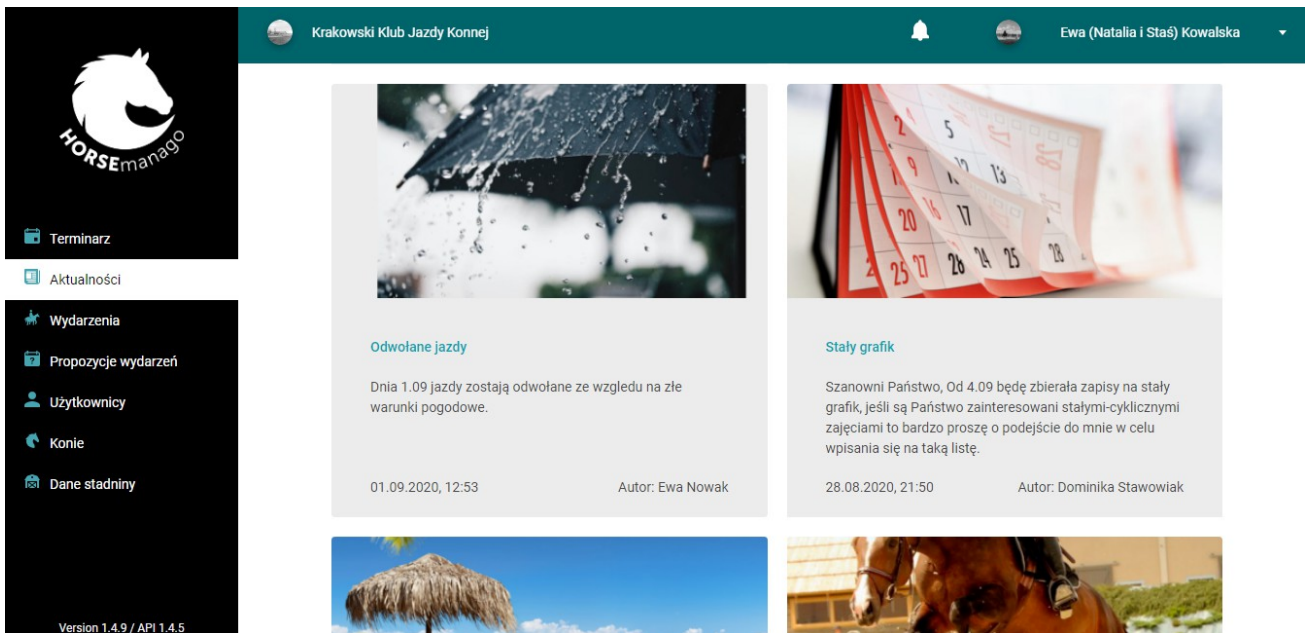 Krakowski Klub Jazdy Konnej
Ewa (Natalia i Staś) Kowalska
HORSEmanago
Terminarz
Aktualności
Wydarzenia
Propozycje wydarzeń
Użytkownicy
Konie
Dane stadniny
Version 1.4.9 / API 1.4.5
Odwołane jazdy
Dnia 1.09 jazdy zostają odwołane ze wzgledu na złe
warunki pogodowe.
01.09.2020, 12:53
Autor: Ewa Nowak
Stały grafik
Szanowni Państwo, Od 4.09 będę zbierała zapisy na stały
grafik, jeśli są Państwo zainteresowani stałymi-cyklicznymi
zajęciami to bardzo proszę o podejście do mnie w celu
wpisania się na taką listę.
28.08.2020, 21:50
Autor: Dominika Stawowiak